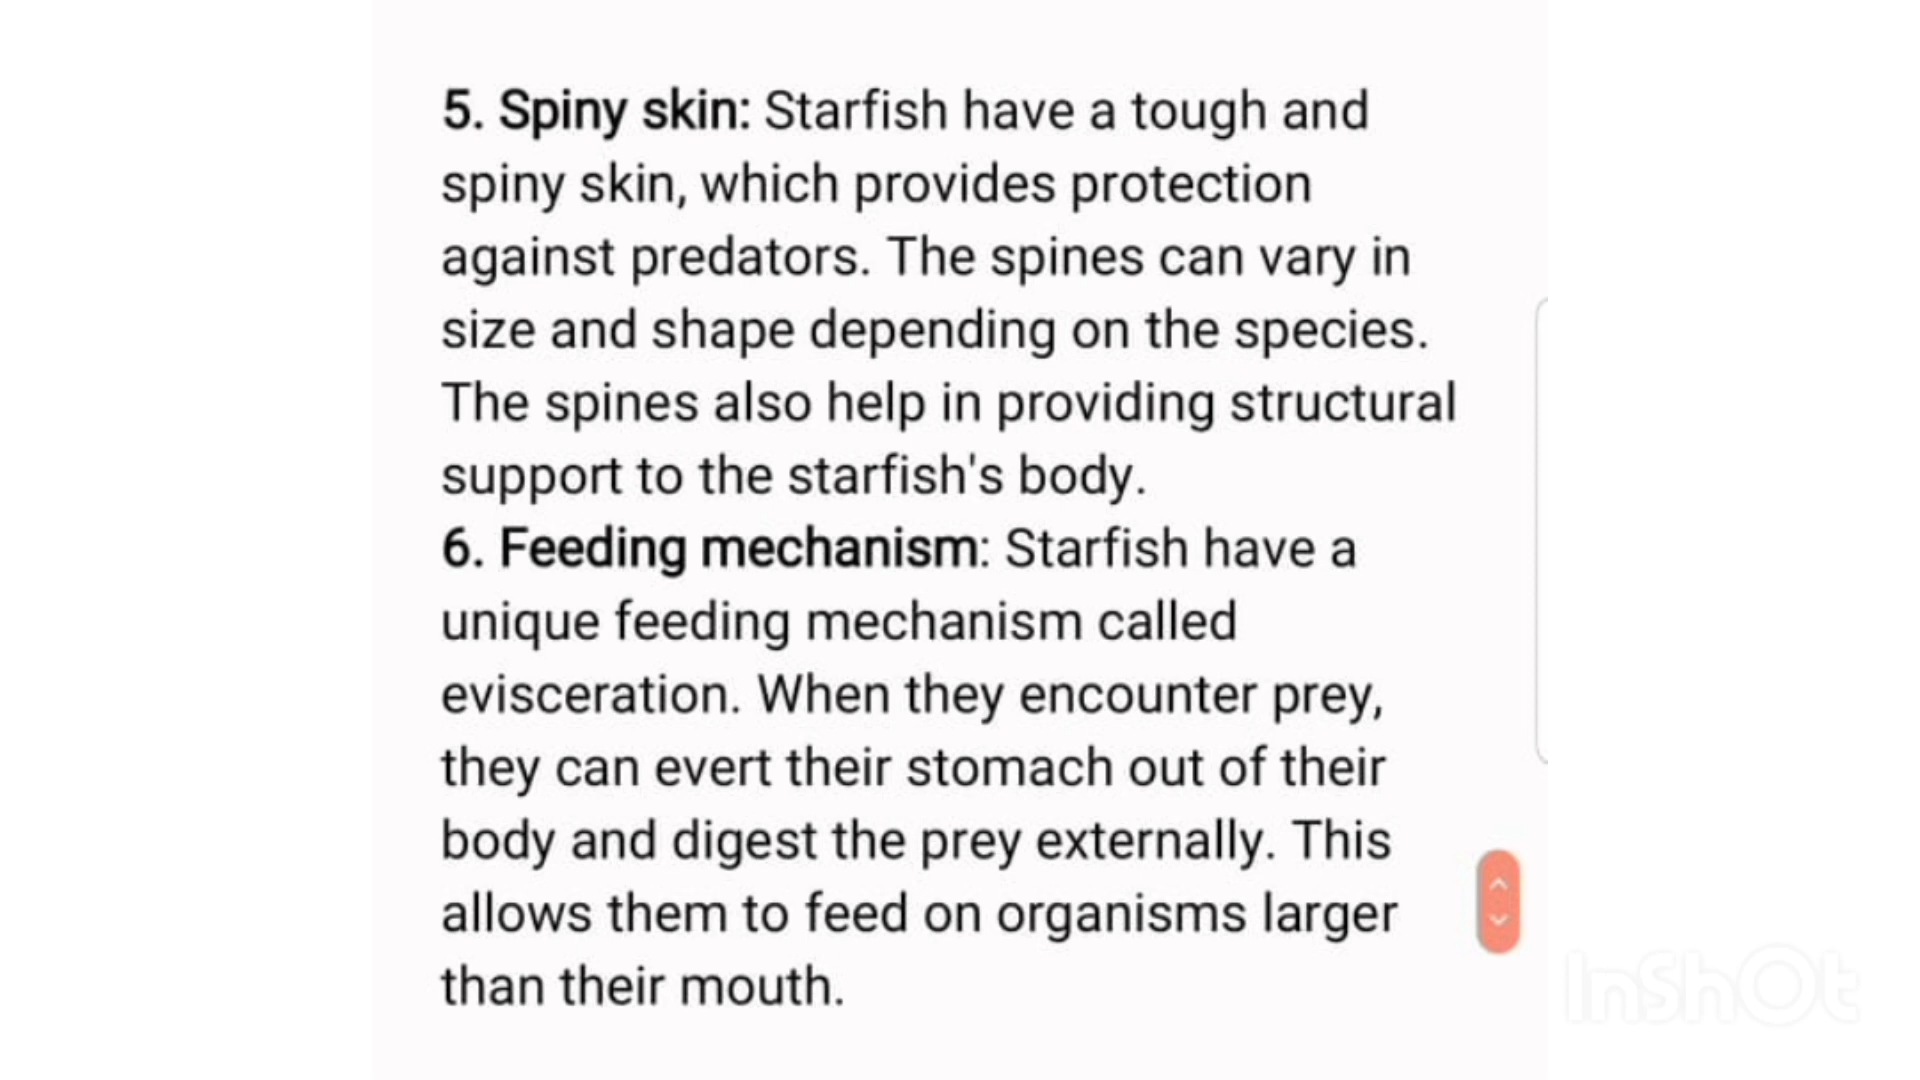 5. Spiny skin: Starfish have a tough and
spiny skin, which provides protection
against predators. The spines can vary in
size and shape depending on the species.
The spines also help in providing structural
support to the starfish's body.
6. Feeding mechanism: Starfish have a
unique feeding mechanism called
evisceration. When they encounter prey,
they can evert their stomach out of their
body and digest the prey externally. This
allows them to feed on organisms larger
than their mouth.
InShOt